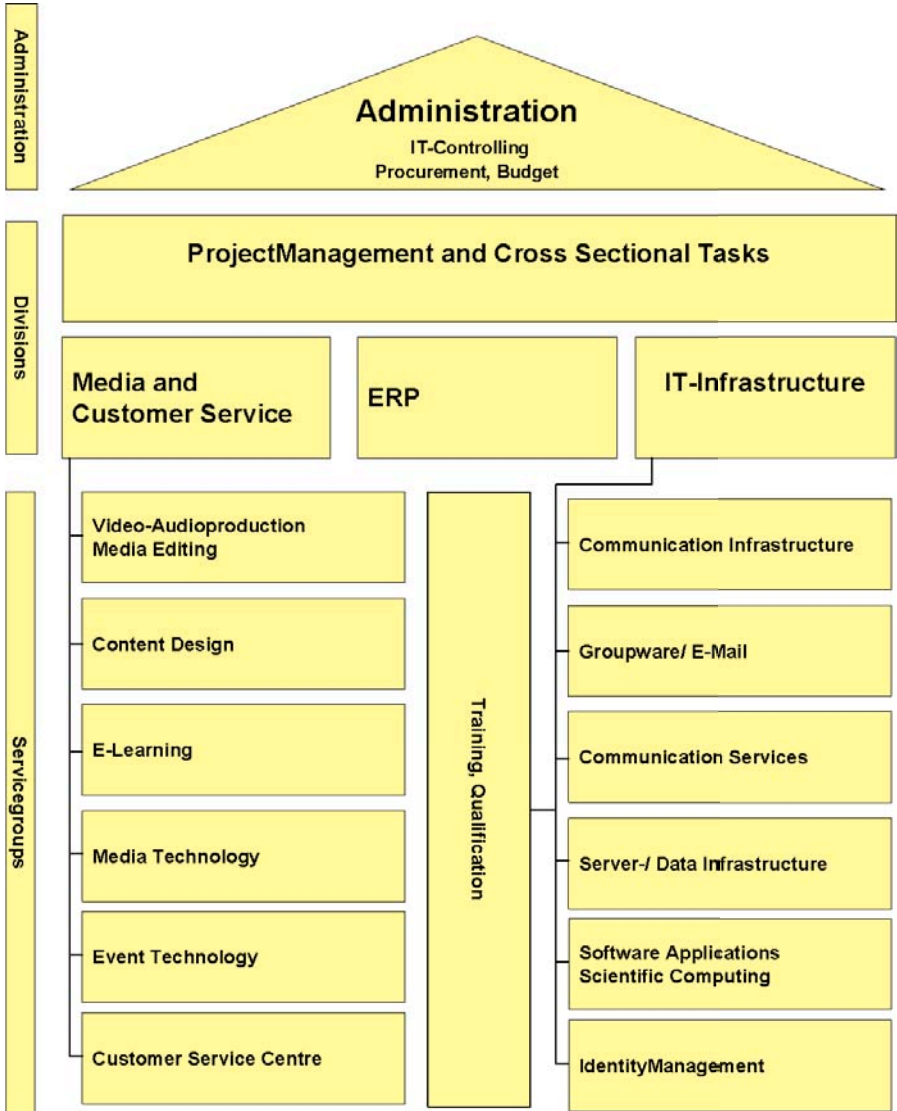 Administration
Administration
IT-Controlling
Procurement, Budget
Divisions
ProjectManagement and Cross Sectional Tasks
Media and
Customer Service
ERP
IT-Infrastructure
Servicegroups
Video-Audioproduction
Media Editing
Content Design
E-Learning
Media Technology
Event Technology
Customer Service Centre
Training, Qualification
Communication Infrastructure
Groupware/ E-Mail
Communication Services
Server-/ Data Infrastructure
Software Applications
Scientific Computing
IdentityManagement